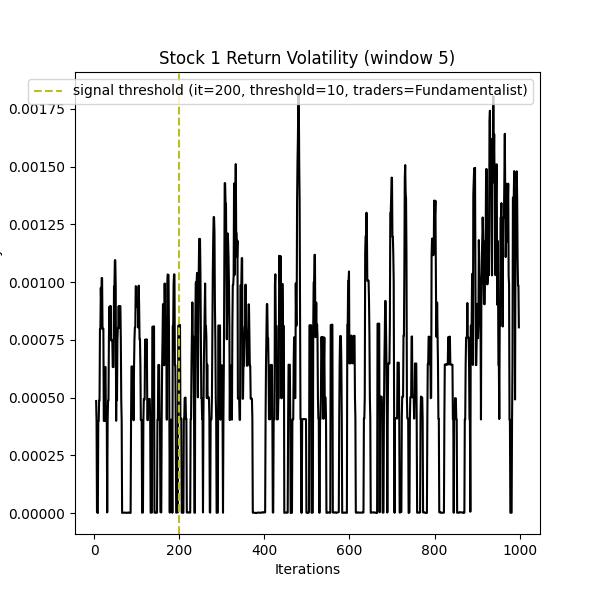 Stock 1 Return Volatility (window 5)
signal threshold (it=200, threshold=10, traders=Fundamentalist)
0.00175
0.00150
0.00125
0.00100
0.00075
0.00050
0.00025
0.00000
0 200 400 600 800 1000
Iterations